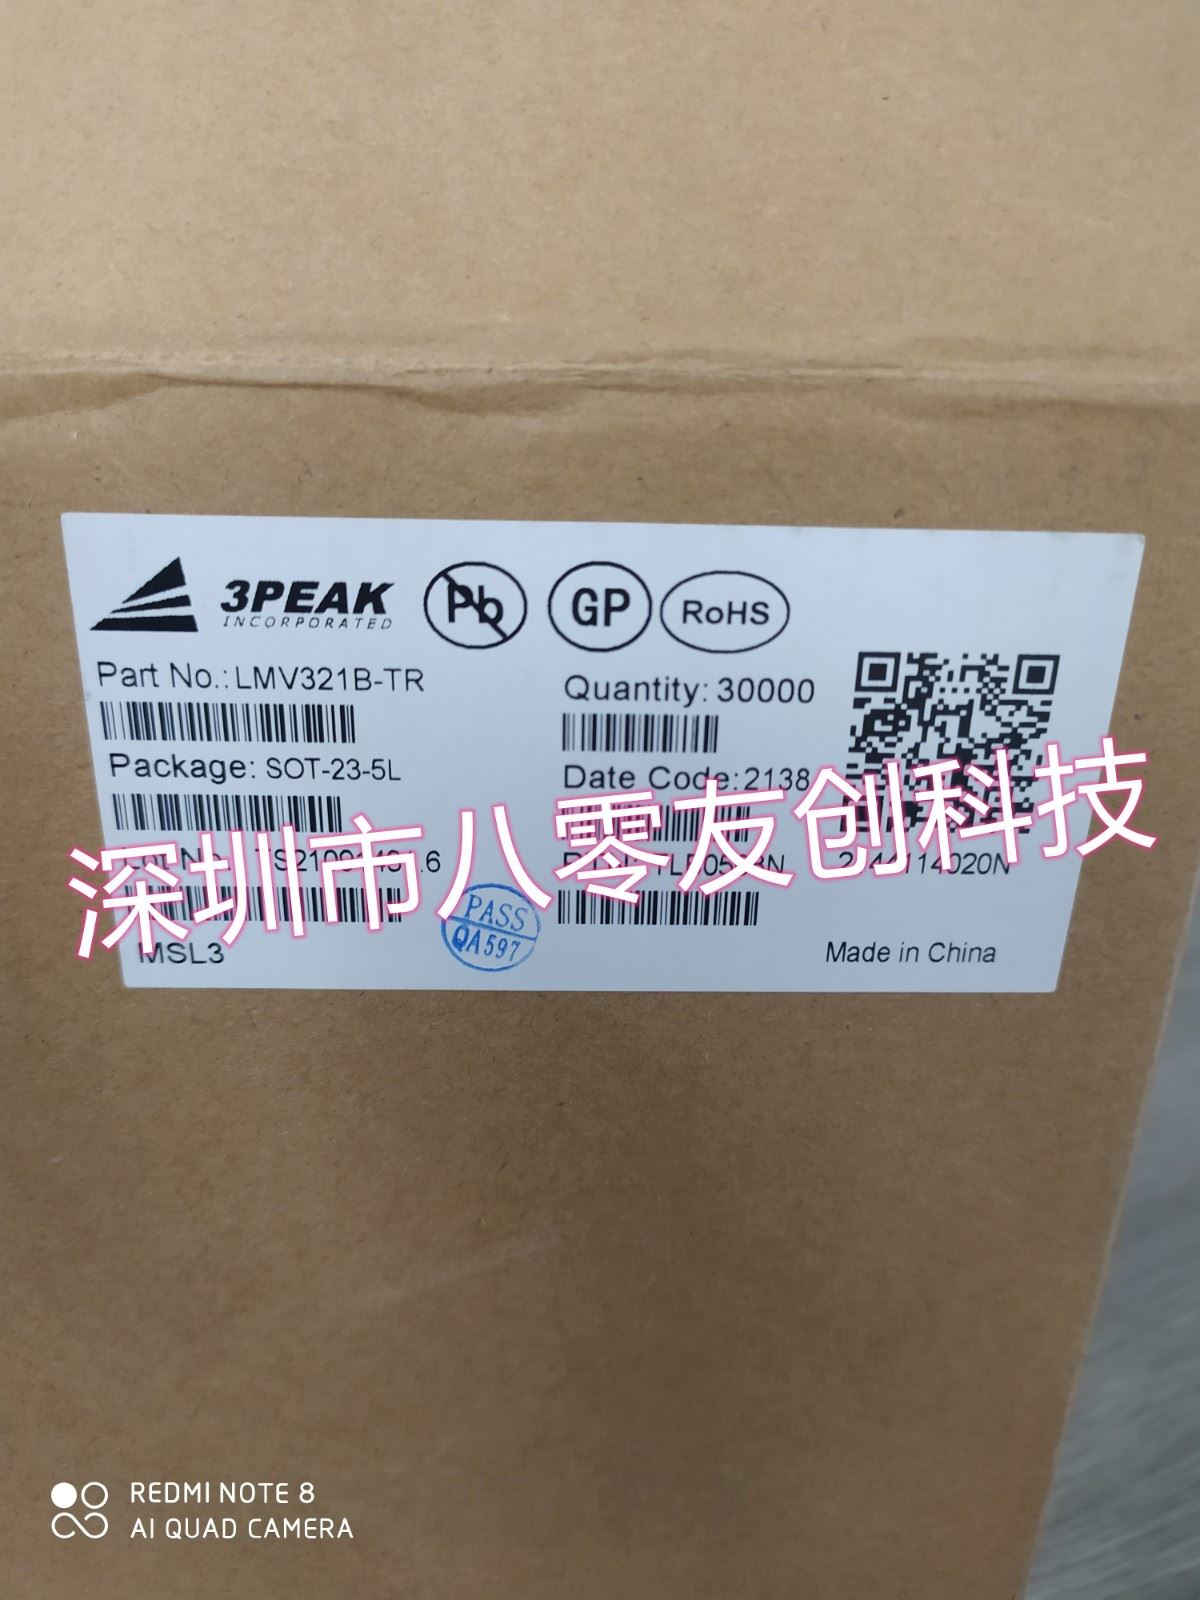 3PEAK
INCORPORATED
Pb
GP
RoHS
Part No.: LMV321B-TR
Quantity: 30000
Package: SOT-23-5L
Date Code: 2138
深圳市八零友创科技
MSL3
PASS
QA597
Made in China
REDMI NOTE 8
AI QUAD CAMERA